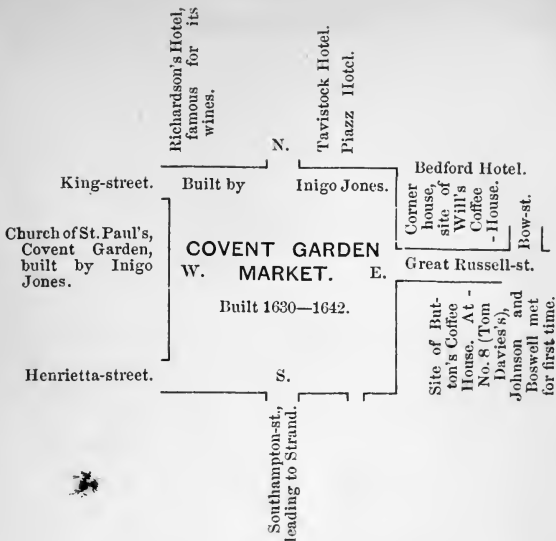 Richardson's Hotel,
famous for its
wines.
Tavistock Hotel.
Piazz Hotel.
N.
King-street.
Built by
Inigo Jones.
Bedford Hotel.
Corner
house,
site of
Will's
Coffee
-House.
Bow-st.
Church of St. Paul's,
Covent Garden,
built by Inigo
Jones.
COVENT GARDEN
W. MARKET. E.
Great Russell-st.
Built 1630—1642.
Site of But-
ton's Coffee
House. At -
No. 8 (Tom
Davies's),
Johnson and
Boswell met
for first time.
Henrietta-street.
S.
Southampton-st.,
leading to Strand.